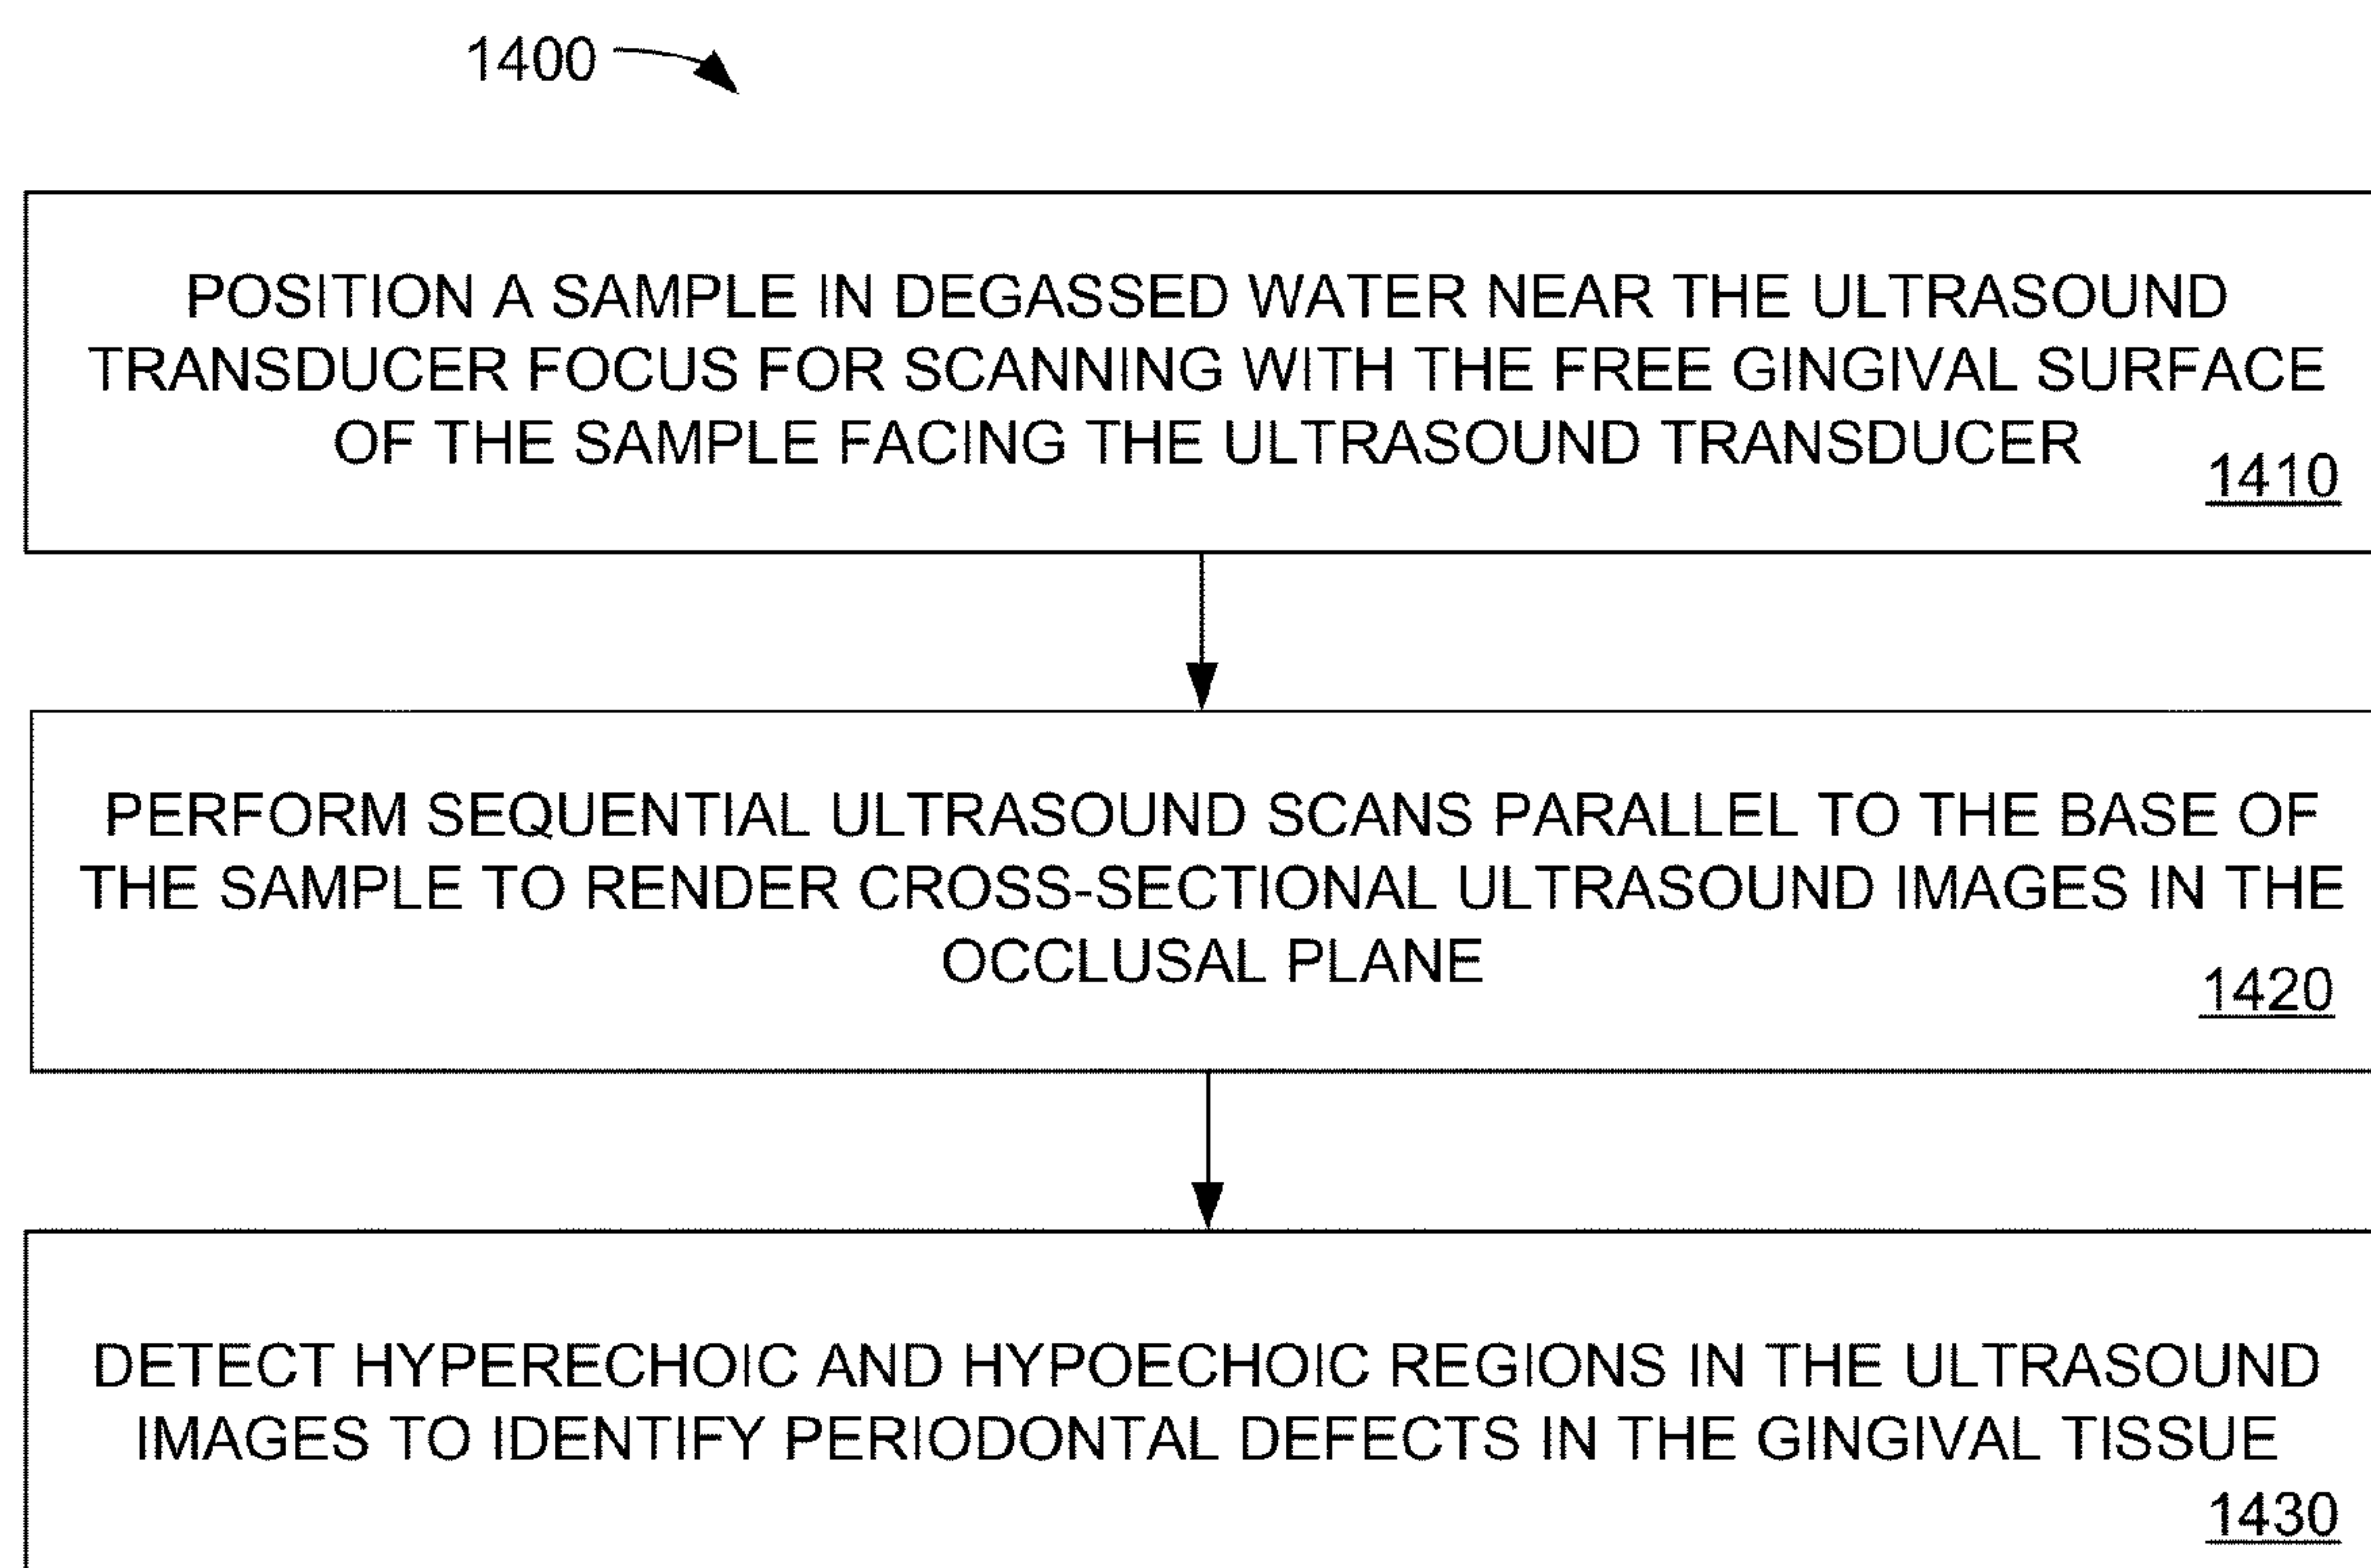 1400
POSITION A SAMPLE IN DEGASSED WATER NEAR THE ULTRASOUND
TRANSDUCER FOCUS FOR SCANNING WITH THE FREE GINGIVAL SURFACE
OF THE SAMPLE FACING THE ULTRASOUND TRANSDUCER
1410
PERFORM SEQUENTIAL ULTRASOUND SCANS PARALLEL TO THE BASE OF
THE SAMPLE TO RENDER CROSS-SECTIONAL ULTRASOUND IMAGES IN THE
OCCLUSAL PLANE
1420
DETECT HYPERECHOIC AND HYPOECHOIC REGIONS IN THE ULTRASOUND
IMAGES TO IDENTIFY PERIODONTAL DEFECTS IN THE GINGIVAL TISSUE
1430